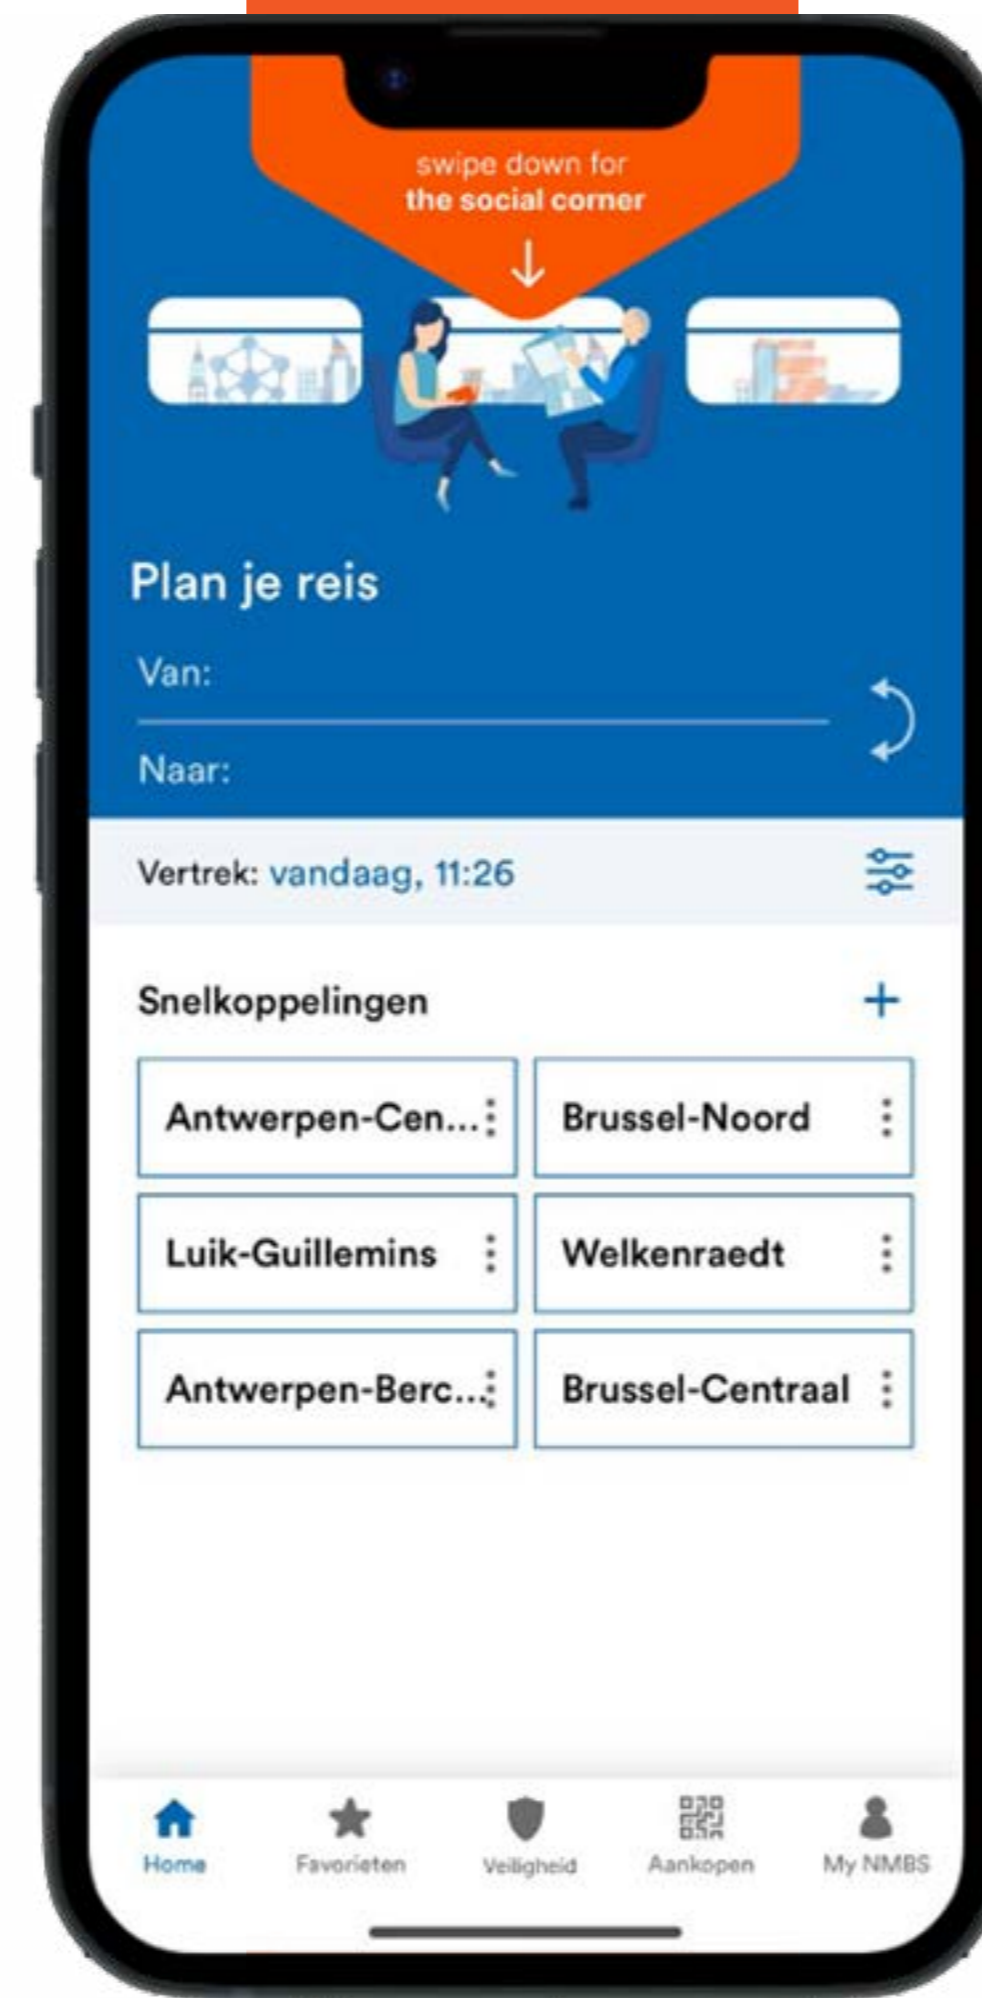 swipe down for
the social corner
Plan je reis
Van:
Naar:
Vertrek: vandaag, 11:26
Snelkoppelingen
Antwerpen-Cen...
Brussel-Noord
Luik-Guillemins
Welkenraedt
Antwerpen-Berc...
Brussel-Centraal
Home
Favorieten
Veiligheid
Aankopen
My NMBS